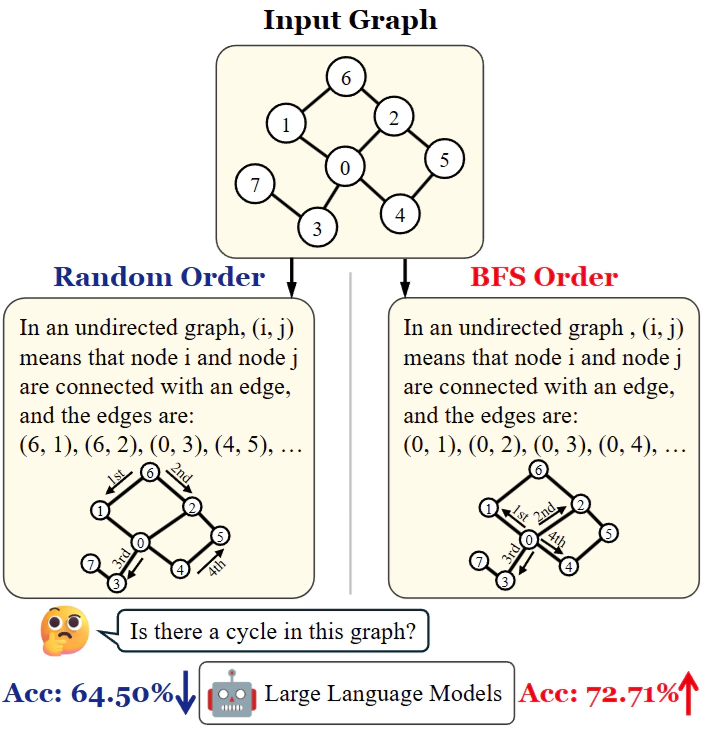 Input Graph
6
1
2
0
5
7
4
3
Random Order
BFS Order
In an undirected graph, (i, j)
means that node i and node j
are connected with an edge,
and the edges are:
(6, 1), (6, 2), (0, 3), (4, 5), …
6
1st
2nd
1
2
0
5
7
3rd
4
4th
3
In an undirected graph , (i, j)
means that node i and node j
are connected with an edge,
and the edges are:
(0, 1), (0, 2), (0, 3), (0, 4), …
6
1
2
1st
2nd
0
5
4th
3rd
7
4
3
Is there a cycle in this graph?
Acc: 64.50%
Large Language Models
Acc: 72.71%